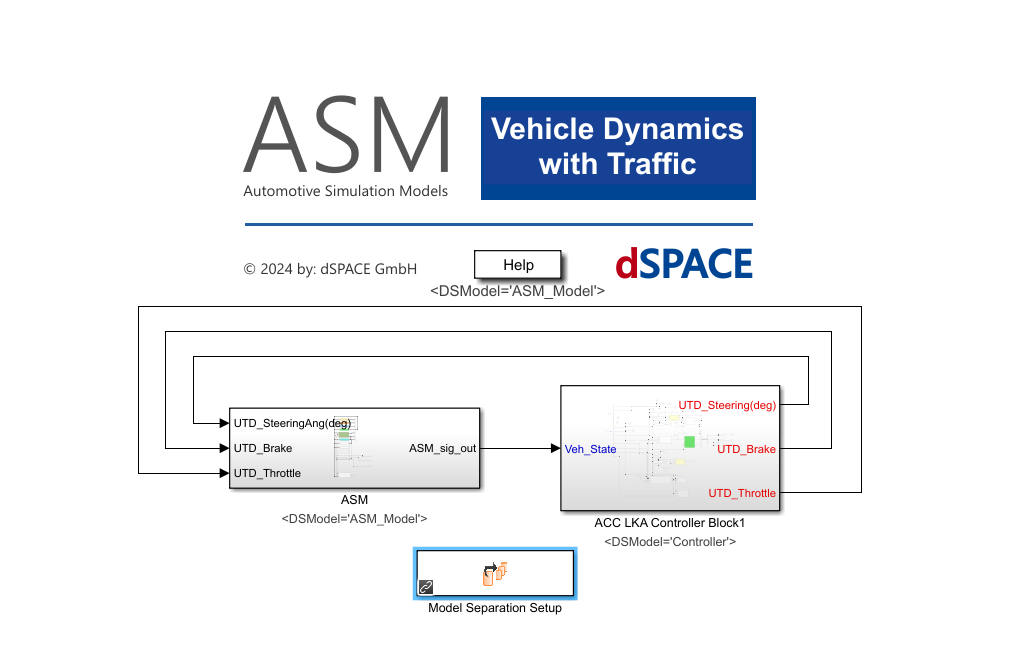 ASM
Automotive Simulation Models
Vehicle Dynamics
with Traffic
© 2024 by: dSPACE GmbH
Help
dSPACE
<DSModel='ASM_Model'>
UTD_SteeringAng(deg)
UTD_Brake
UTD_Throttle
ASM_sig_out
ASM
<DSModel='ASM_Model'>
Veh_State
UTD_Steering(deg)
UTD_Brake
UTD_Throttle
ACC LKA Controller Block1
<DSModel='Controller'>
Model Separation Setup